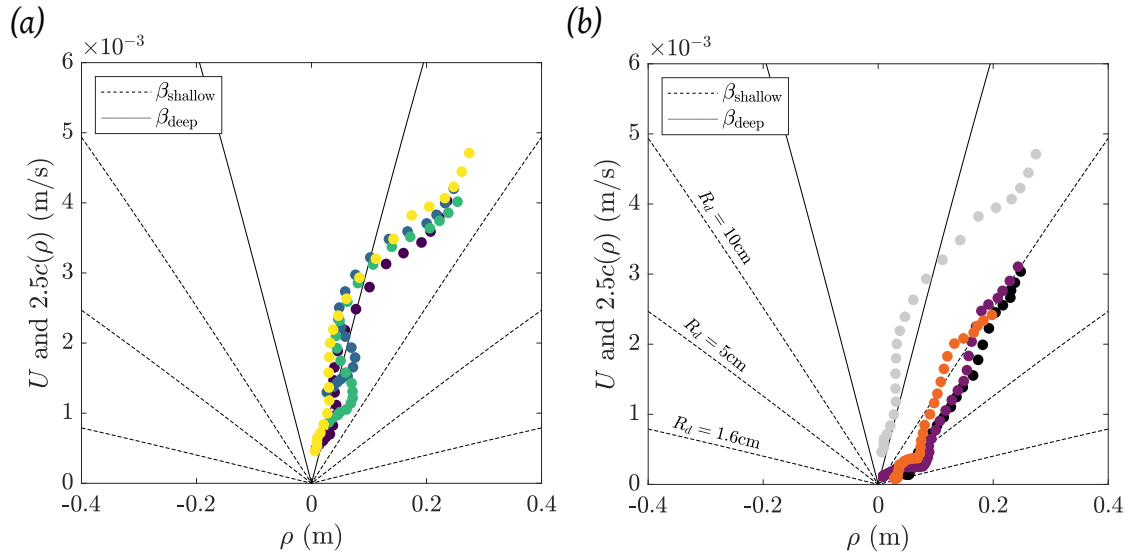 (a)
×10⁻³
6
5
4
3
2
1
0
U and 2.5c(ρ) (m/s)
β_shallow
β_deep
-0.4 -0.2 0 0.2 0.4
ρ (m)
(b)
×10⁻³
6
5
4
3
2
1
0
U and 2.5c(ρ) (m/s)
β_shallow
β_deep
R_d = 10cm
R_d = 5cm
R_d = 1.6cm
-0.4 -0.2 0 0.2 0.4
ρ (m)